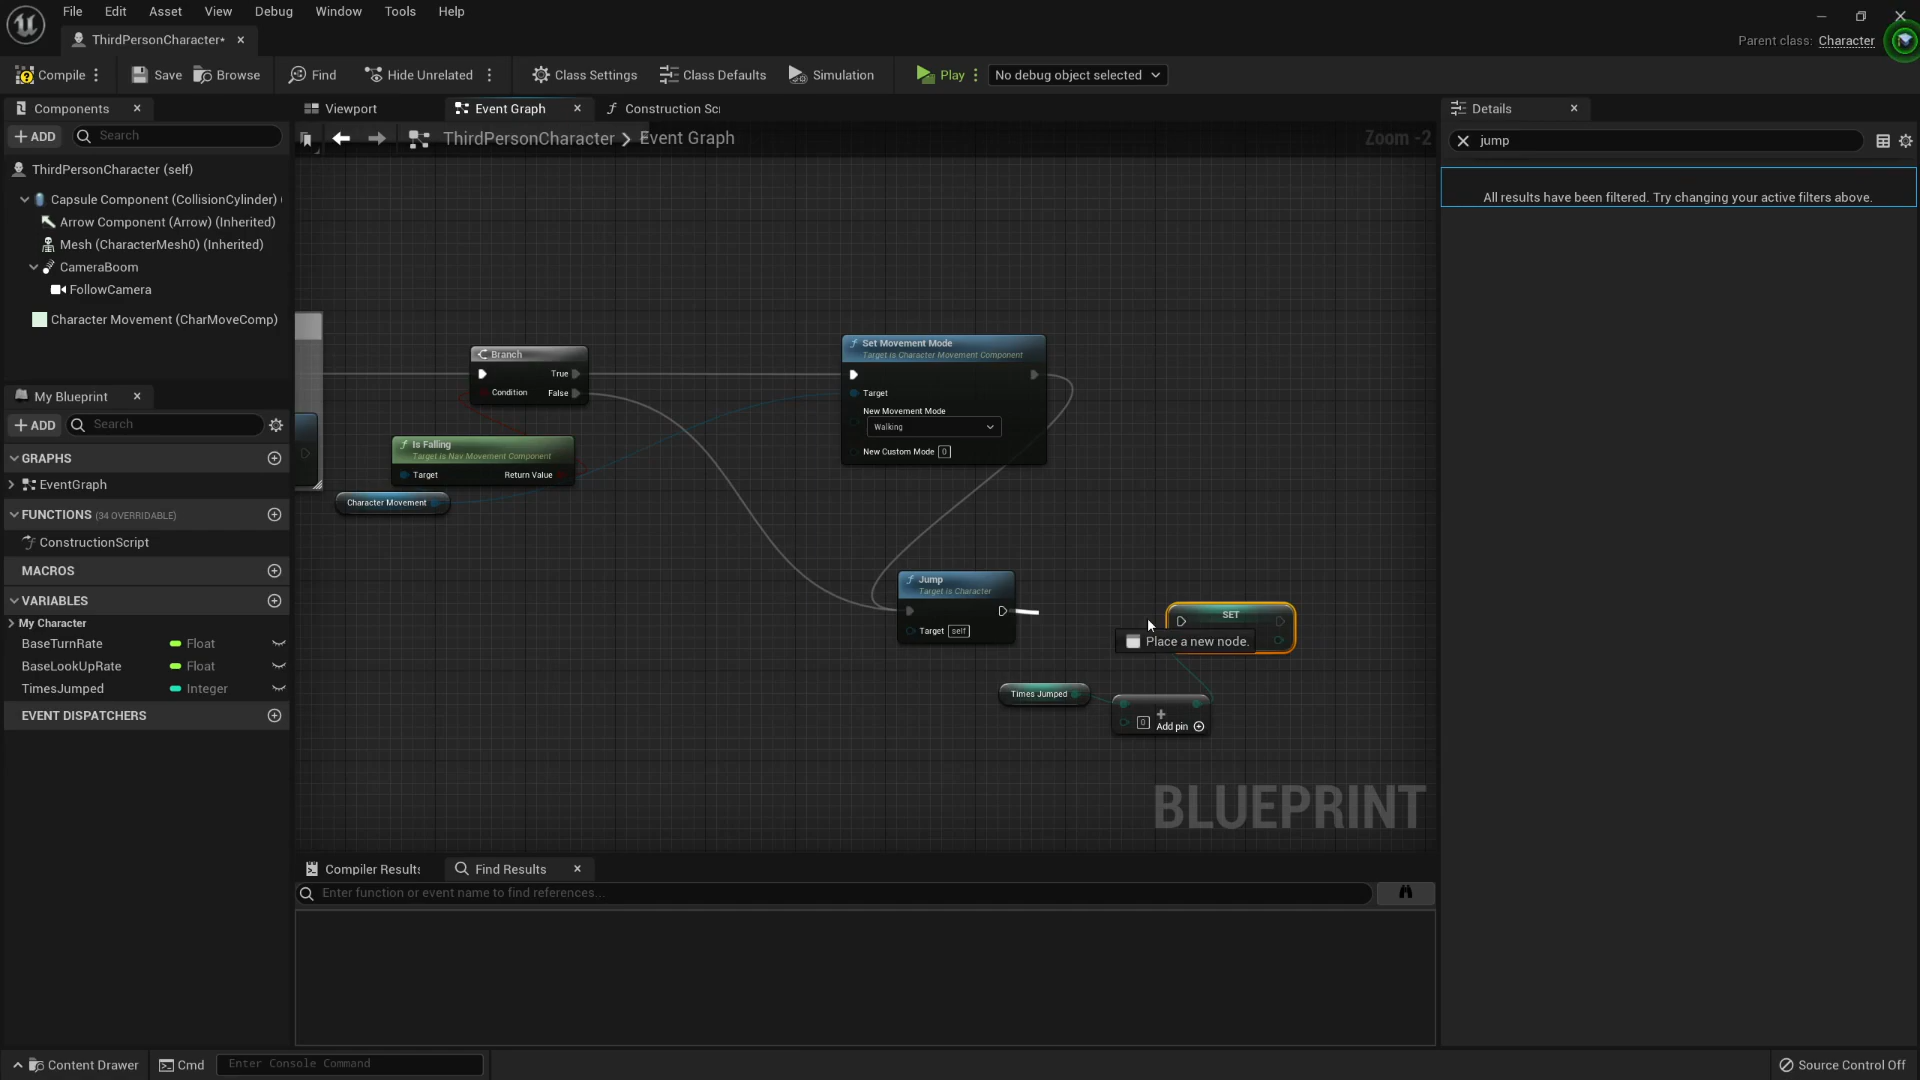 File Edit Asset View Debug Window Tools Help
ThirdPersonCharacter*
Parent class: Character
Compile Save Browse Find Hide Unrelated Class Settings Class Defaults Simulation Play No debug object selected
Components
Viewport Event Graph Construction Scr
Details
ADD Search
ThirdPersonCharacter Event Graph Zoom -2
jump
All results have been filtered. Try changing your active filters above.
ThirdPersonCharacter (self)
Capsule Component (CollisionCylinder) (
Arrow Component (Arrow) (Inherited)
Mesh (CharacterMesh0) (Inherited)
CameraBoom
FollowCamera
Character Movement (CharMoveComp)
My Blueprint
ADD Search
GRAPHS
EventGraph
FUNCTIONS (34 OVERRIDABLE)
ConstructionScript
MACROS
VARIABLES
My Character
BaseTurnRate Float
BaseLookUpRate Float
TimesJumped Integer
EVENT DISPATCHERS
Branch
True
Condition False
Is Falling
Target is Nav Movement Component
Target Return Value
Character Movement
Set Movement Mode
Target is Character Movement Component
Target
New Movement Mode
Walking
New Custom Mode 0
Jump
Target is Character
Target self
SET
Place a new node.
Times Jumped
0 Add pin
BLUEPRINT
Compiler Results Find Results
Enter function or event name to find references...
Content Drawer Cmd Enter Console Command Source Control Off